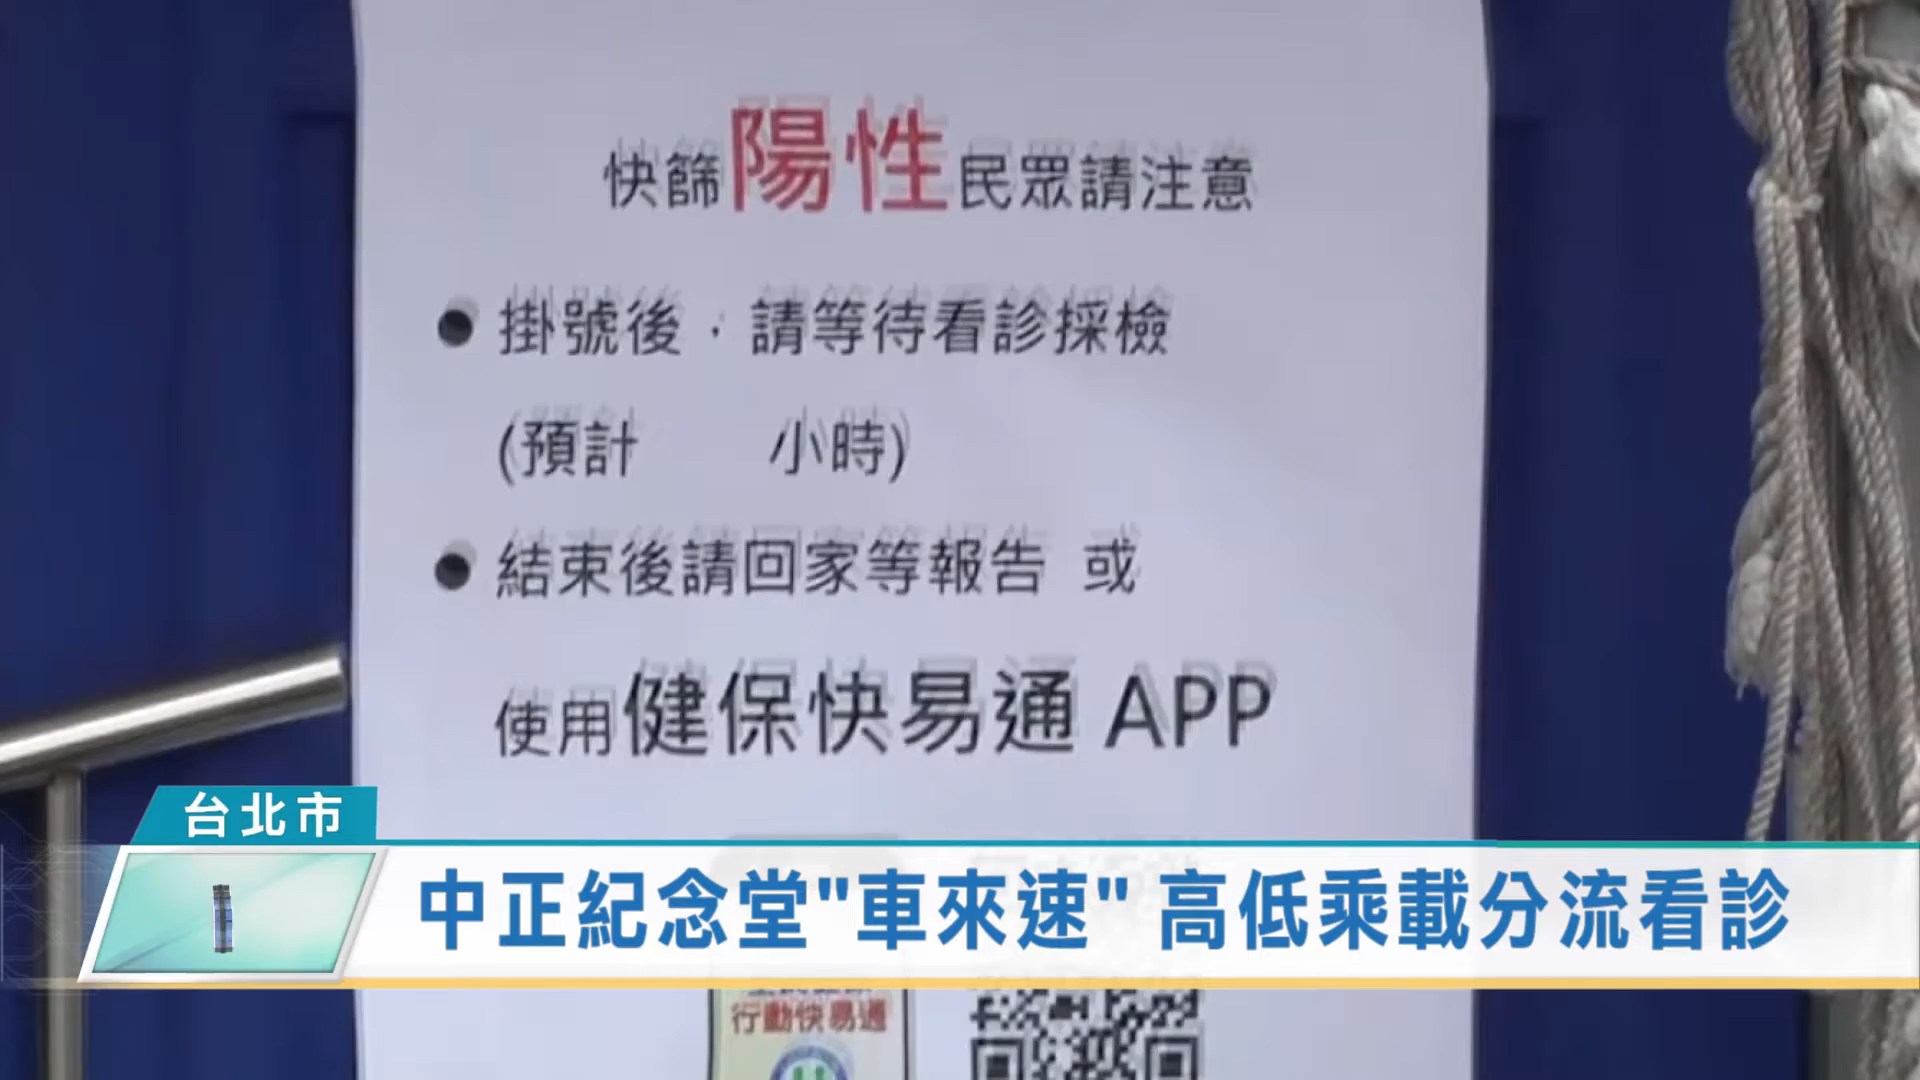 快篩陽性民眾請注意
● 掛號後，請等待看診採檢
(預計 小時)
● 結束後請回家等報告 或
使用健保快易通 APP
台北市
中正紀念堂"車來速" 高低乘載分流看診
行動快易通